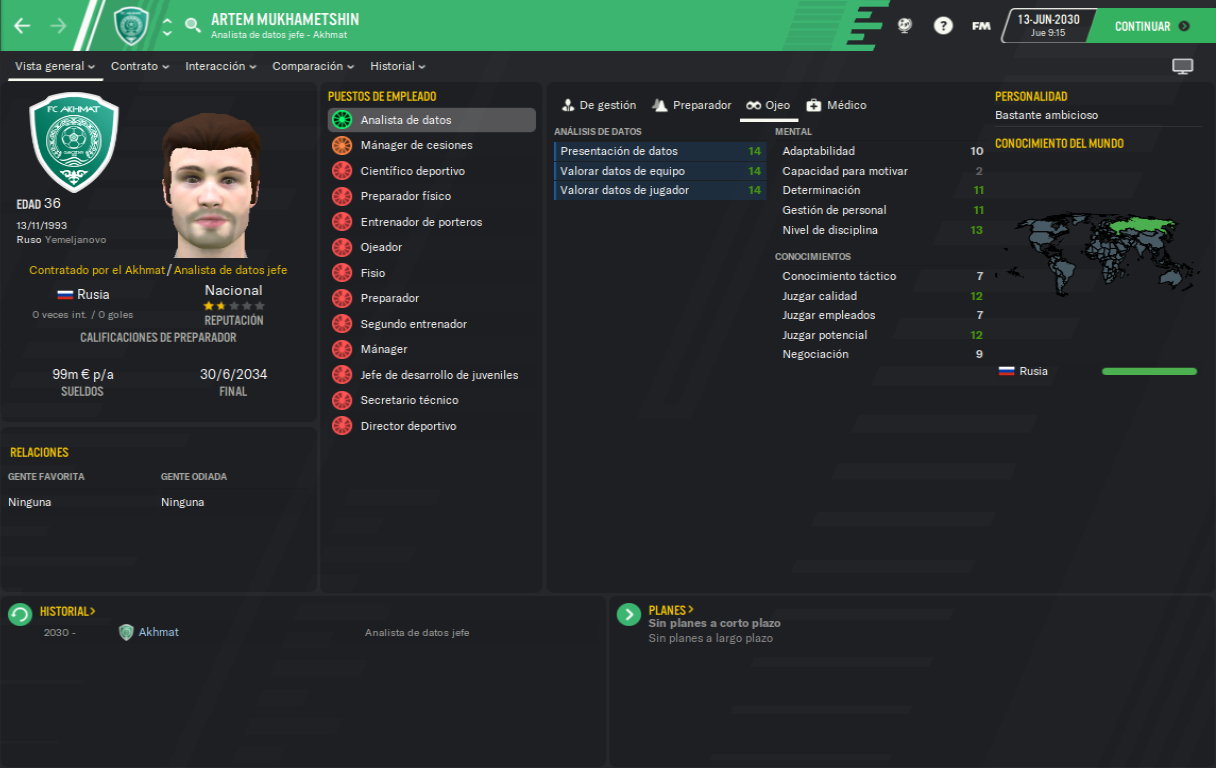 ARTEM MUKHAMETSHIN
Analista de datos jefe - Akhmat
FM
13-JUN-2030
Jue 9:15
CONTINUAR
Vista general
Contrato
Interacción
Comparación
Historial
FC AKHMAT
EDAD 36
13/11/1993
Ruso Yemeljanovo
Contratado por el Akhmat / Analista de datos jefe
Rusia
0 veces int. / 0 goles
Nacional
REPUTACIÓN
CALIFICACIONES DE PREPARADOR
99m € p/a
SUELDOS
30/6/2034
FINAL
RELACIONES
GENTE FAVORITA
Ninguna
GENTE ODIADA
Ninguna
PUESTOS DE EMPLEADO
Analista de datos
Mánager de cesiones
Científico deportivo
Preparador físico
Entrenador de porteros
Ojeador
Fisio
Preparador
Segundo entrenador
Mánager
Jefe de desarrollo de juveniles
Secretario técnico
Director deportivo
De gestión
Preparador
Ojeo
Médico
ANÁLISIS DE DATOS
Presentación de datos 14
Valorar datos de equipo 14
Valorar datos de jugador 14
MENTAL
Adaptabilidad 10
Capacidad para motivar 2
Determinación 11
Gestión de personal 11
Nivel de disciplina 13
CONOCIMIENTOS
Conocimiento táctico 7
Juzgar calidad 12
Juzgar empleados 7
Juzgar potencial 12
Negociación 9
PERSONALIDAD
Bastante ambicioso
CONOCIMIENTO DEL MUNDO
Rusia
HISTORIAL >
2030 - Akhmat Analista de datos jefe
PLANES >
Sin planes a corto plazo
Sin planes a largo plazo